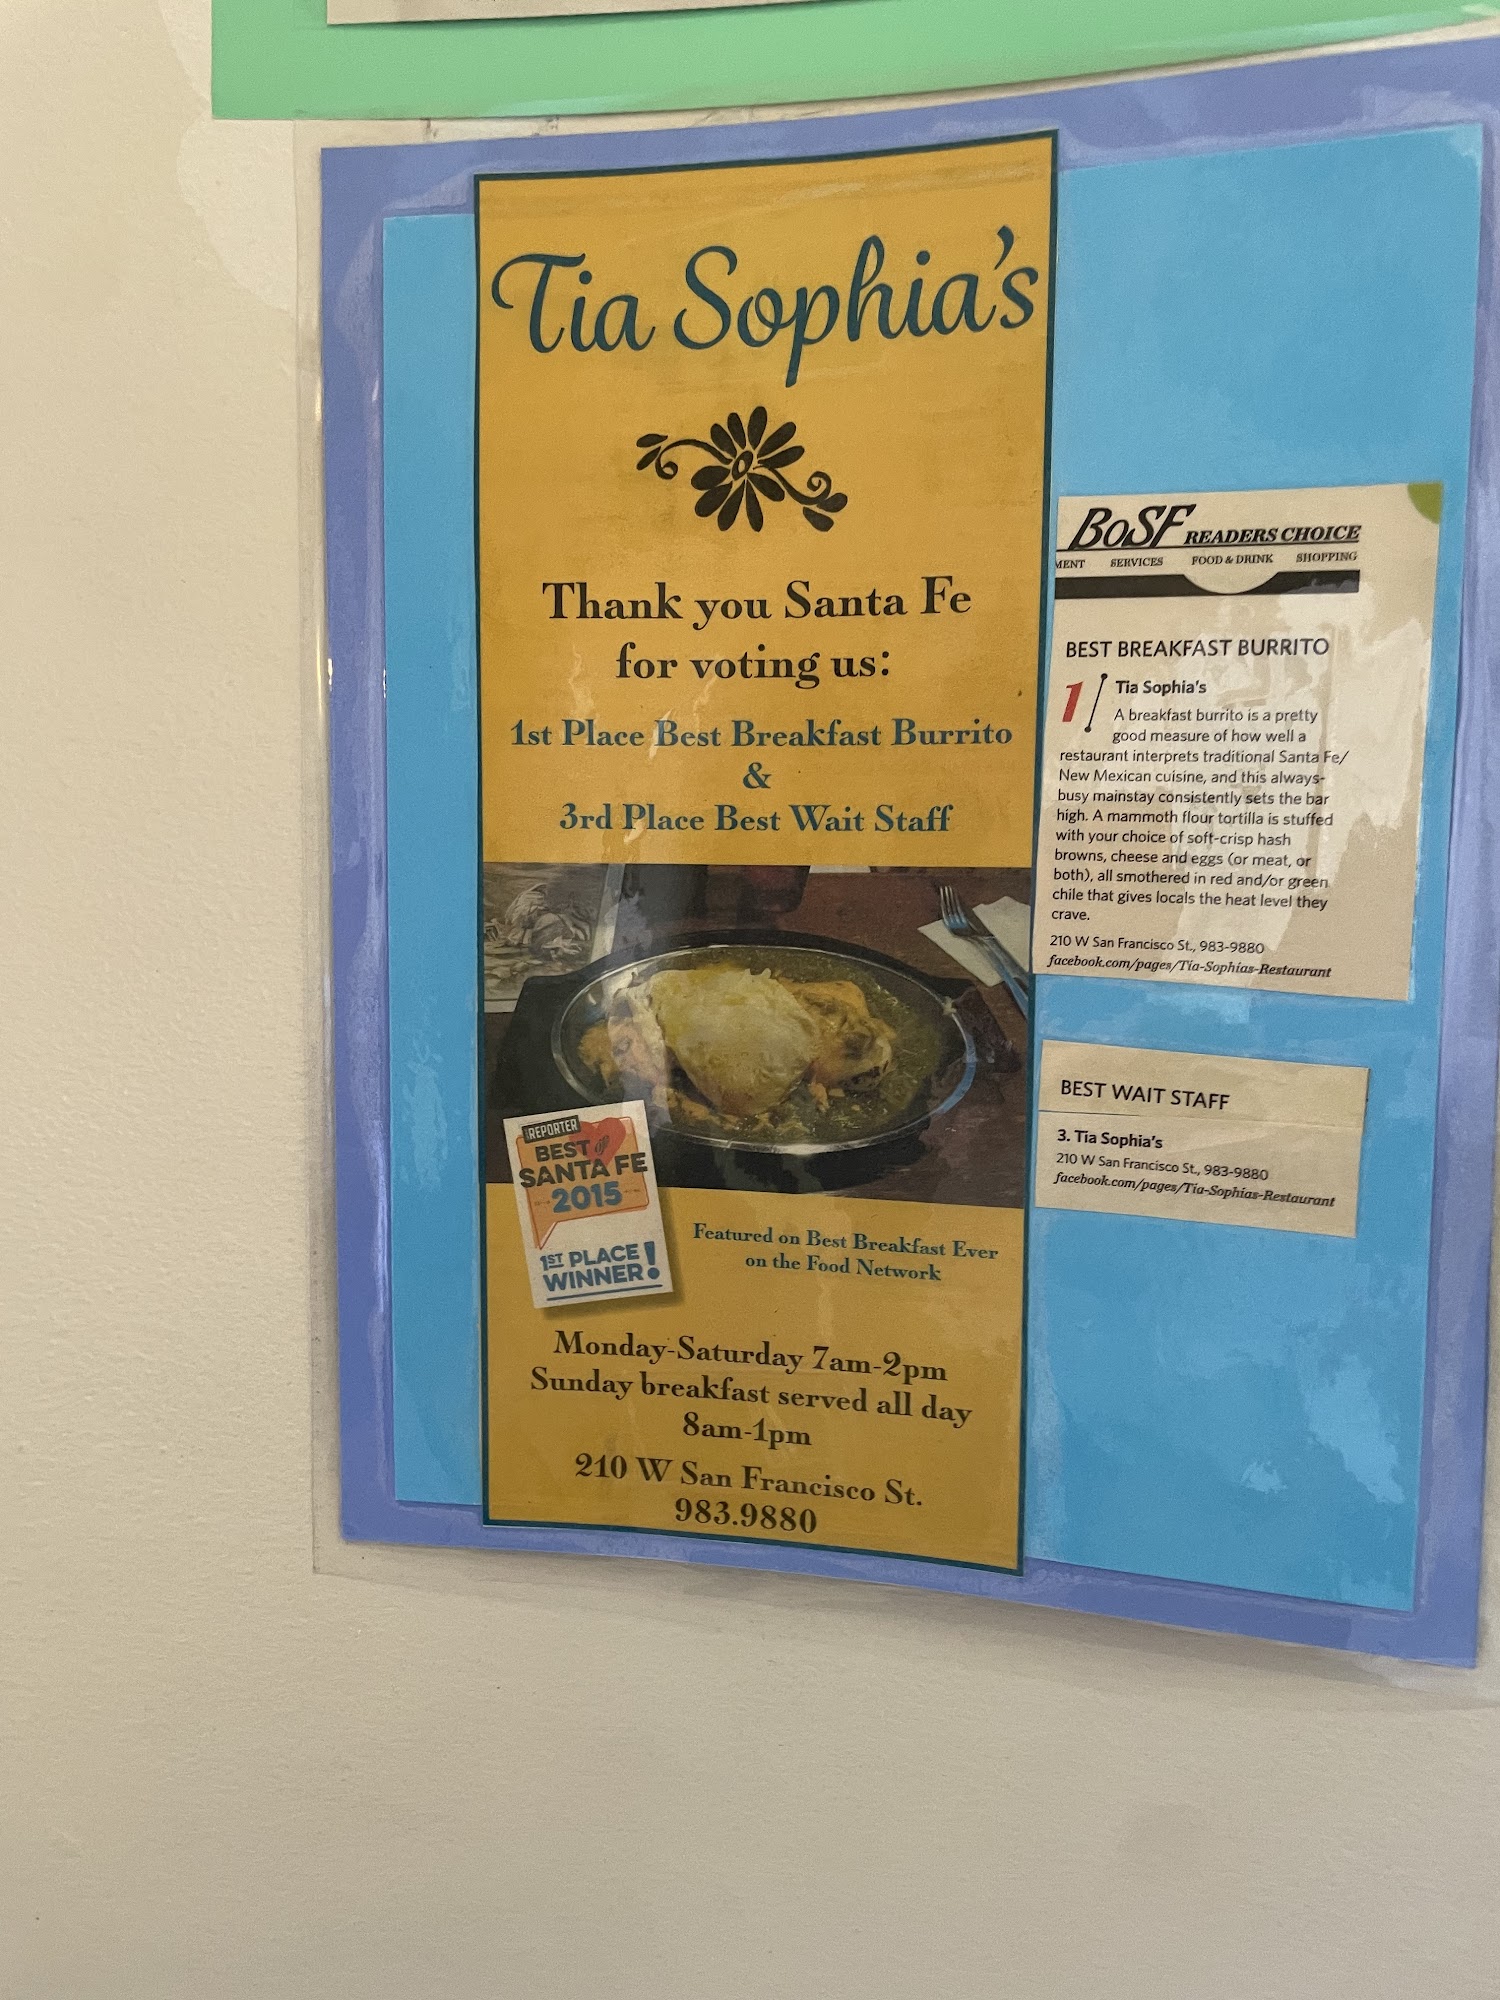 Tia Sophia's
Thank you Santa Fe
for voting us:
1st Place Best Breakfast Burrito
&
3rd Place Best Wait Staff
REPORTER
BEST of
SANTA FE
2015
1ST PLACE
WINNER!
Featured on Best Breakfast Ever
on the Food Network
Monday-Saturday 7am-2pm
Sunday breakfast served all day
8am-1pm
210 W San Francisco St.
983.9880
BoSF READERS CHOICE
MENT SERVICES FOOD & DRINK SHOPPING
BEST BREAKFAST BURRITO
1 Tia Sophia's
A breakfast burrito is a pretty
good measure of how well a
restaurant interprets traditional Santa Fe/
New Mexican cuisine, and this always-
busy mainstay consistently sets the bar
high. A mammoth flour tortilla is stuffed
with your choice of soft-crisp hash
browns, cheese and eggs (or meat, or
both), all smothered in red and/or green
chile that gives locals the heat level they
crave.
210 W San Francisco St., 983-9880
facebook.com/pages/Tia-Sophias-Restaurant
BEST WAIT STAFF
3. Tia Sophia's
210 W San Francisco St., 983-9880
facebook.com/pages/Tia-Sophias-Restaurant